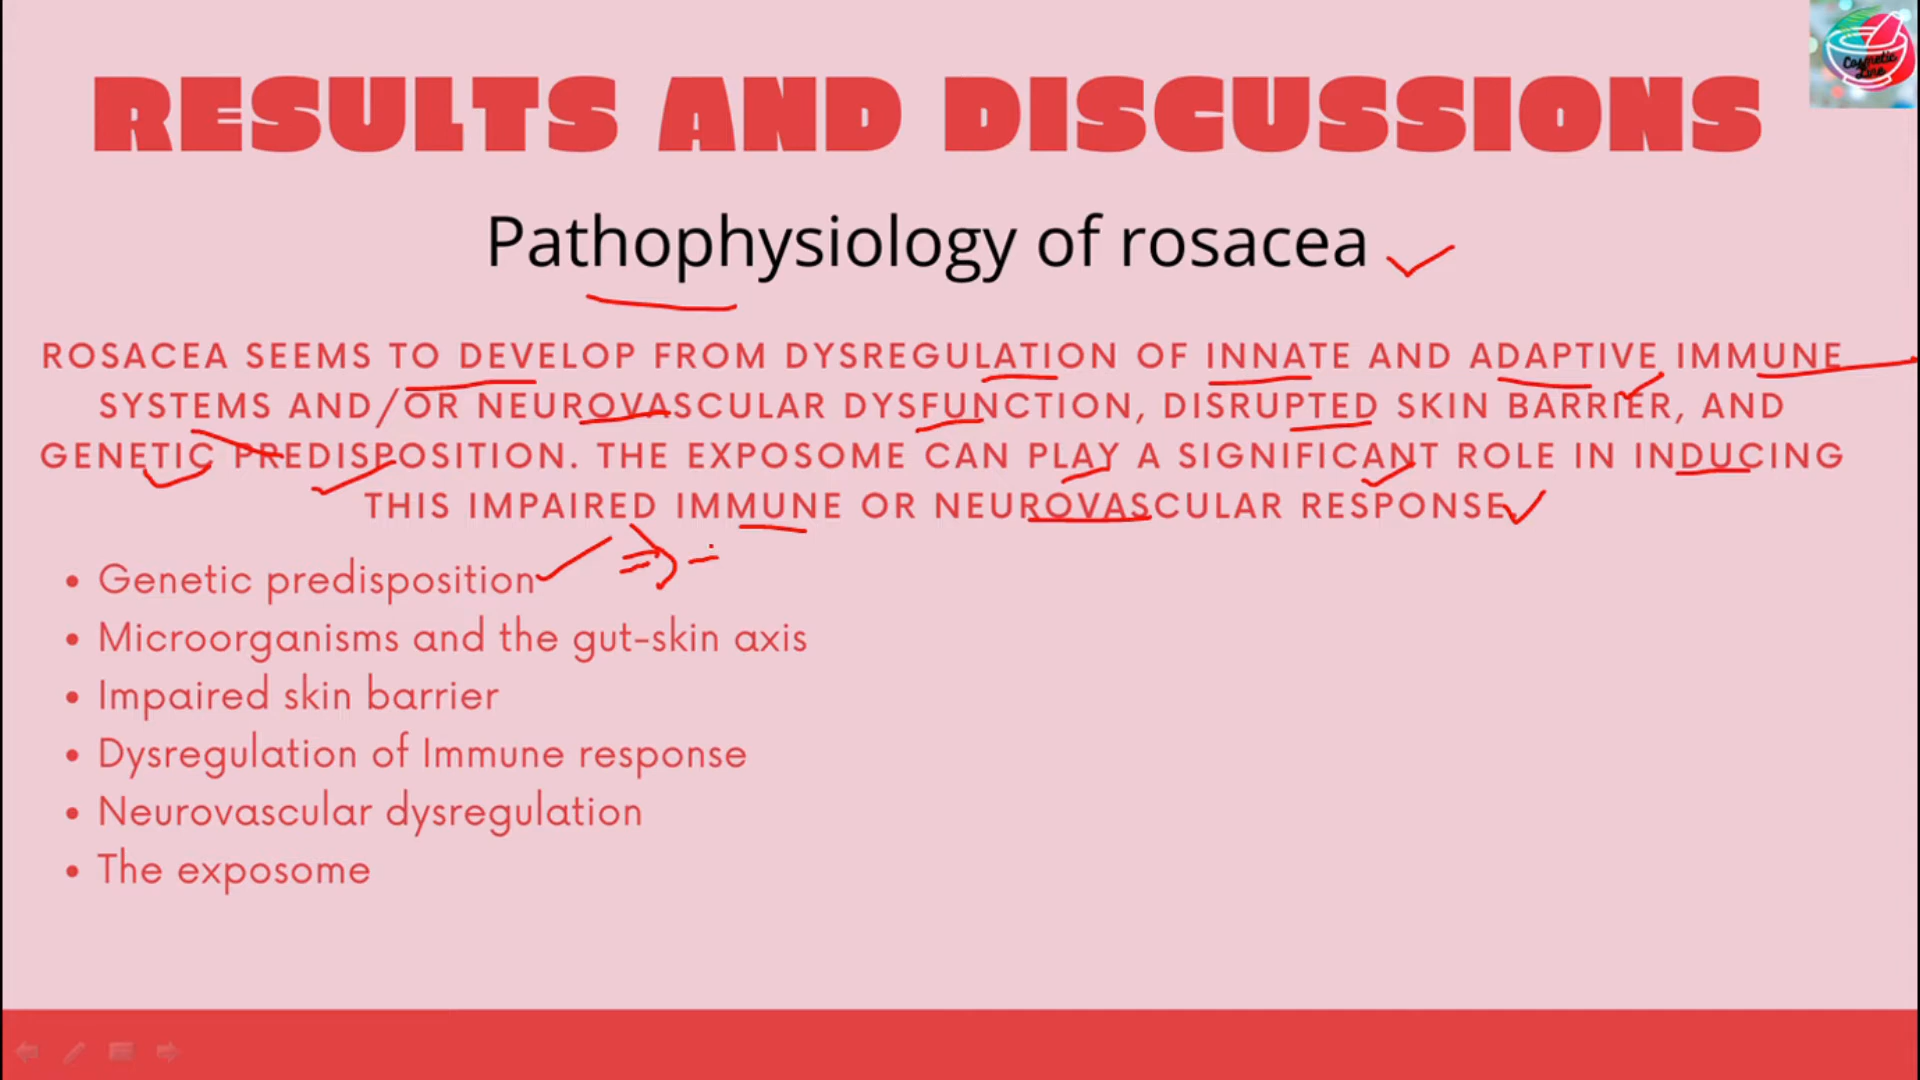 Cosmetic
Line
RESULTS AND DISCUSSIONS
Pathophysiology of rosacea
ROSACEA SEEMS TO DEVELOP FROM DYSREGULATION OF INNATE AND ADAPTIVE IMMUNE
SYSTEMS AND/OR NEUROVASCULAR DYSFUNCTION, DISRUPTED SKIN BARRIER, AND
GENETIC PREDISPOSITION. THE EXPOSOME CAN PLAY A SIGNIFICANT ROLE IN INDUCING
THIS IMPAIRED IMMUNE OR NEUROVASCULAR RESPONSE.
• Genetic predisposition
• Microorganisms and the gut-skin axis
• Impaired skin barrier
• Dysregulation of Immune response
• Neurovascular dysregulation
• The exposome